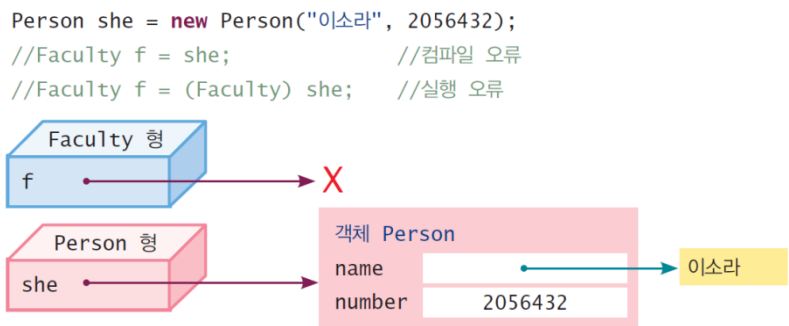 Person she = new Person("이소라", 2056432);
//Faculty f = she; //컴파일 오류
//Faculty f = (Faculty) she; //실행 오류
Faculty 형
f
X
Person 형
she
객체 Person
name
이소라
number 2056432